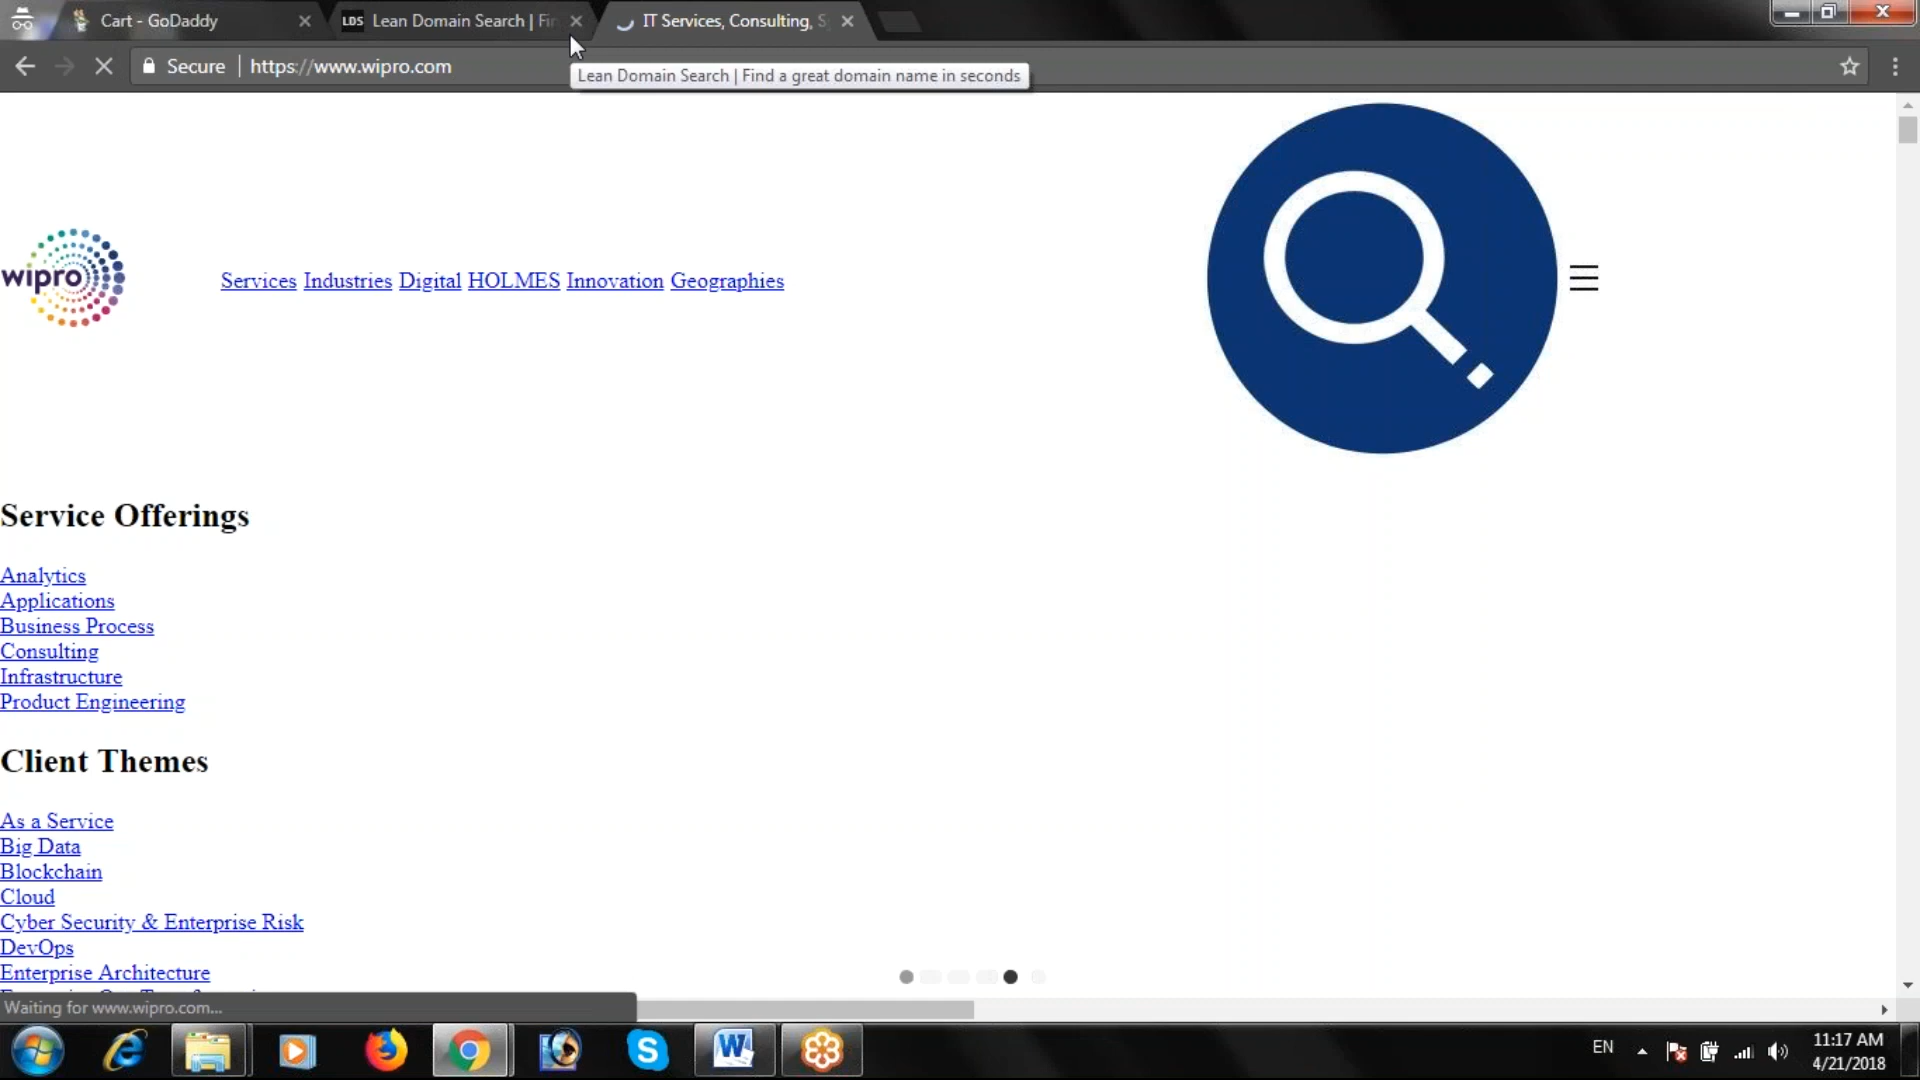 Cart - GoDaddy
LDS Lean Domain Search | Fin
IT Services, Consulting, S
Secure | https://www.wipro.com
Lean Domain Search | Find a great domain name in seconds
wipro
Services Industries Digital HOLMES Innovation Geographies
Service Offerings
Analytics
Applications
Business Process
Consulting
Infrastructure
Product Engineering
Client Themes
As a Service
Big Data
Blockchain
Cloud
Cyber Security & Enterprise Risk
DevOps
Enterprise Architecture
Waiting for www.wipro.com...
EN
11:17 AM
4/21/2018